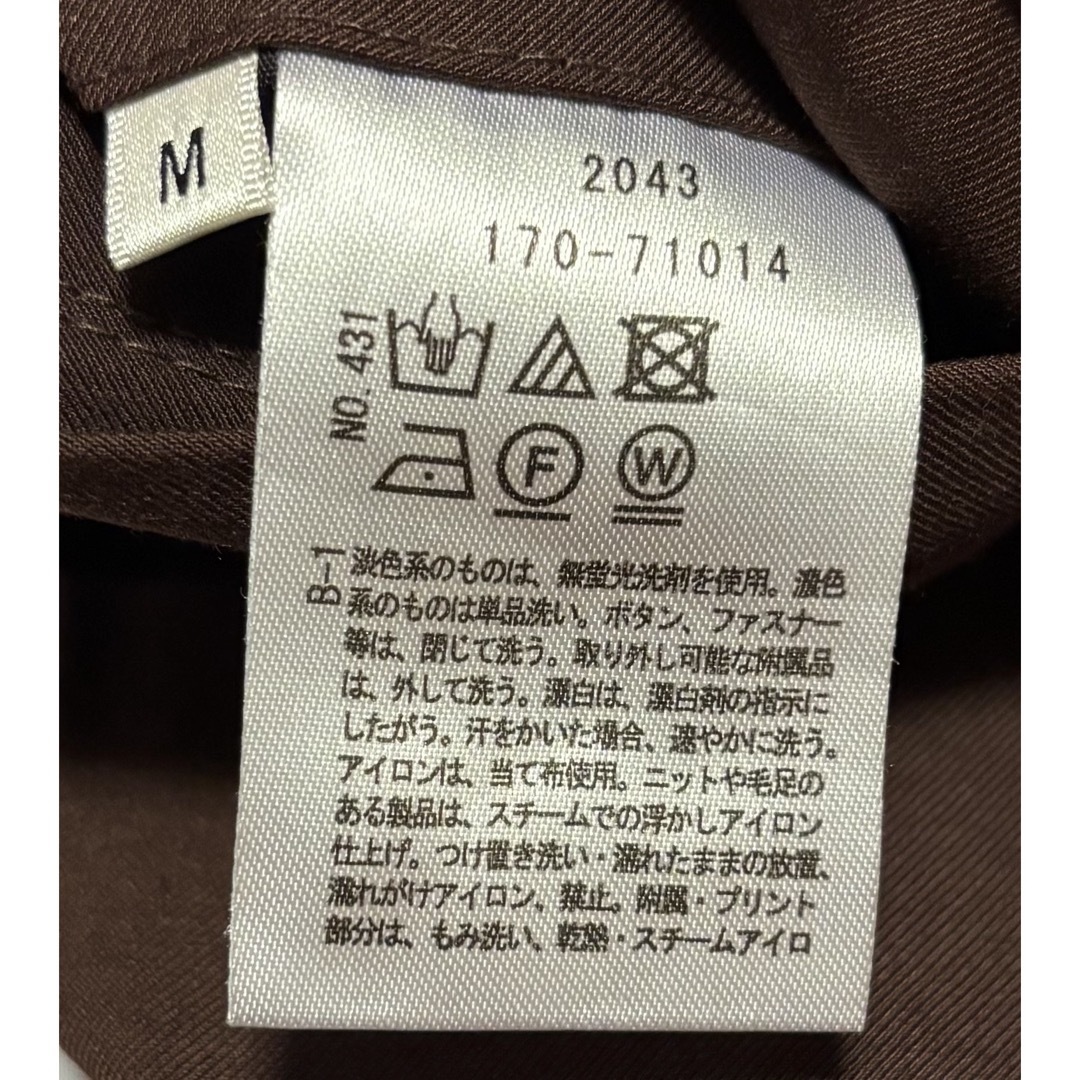 M
2043
170-71014
NO. 431
F
W
B-1
淡色系のものは、無蛍光洗剤を使用。濃色
系のものは単品洗い。ボタン、ファスナー
等は、閉じて洗う。取り外し可能な附属品
は、外して洗う。漂白は、漂白剤の指示に
したがう。汗をかいた場合、速やかに洗う。
アイロンは、当て布使用。ニットや毛足の
ある製品は、スチームでの浮かしアイロン
仕上げ。つけ置き洗い・濡れたままの放置、
濡れがけアイロン、禁止。附属・プリント
部分は、もみ洗い、乾熱・スチームアイロ